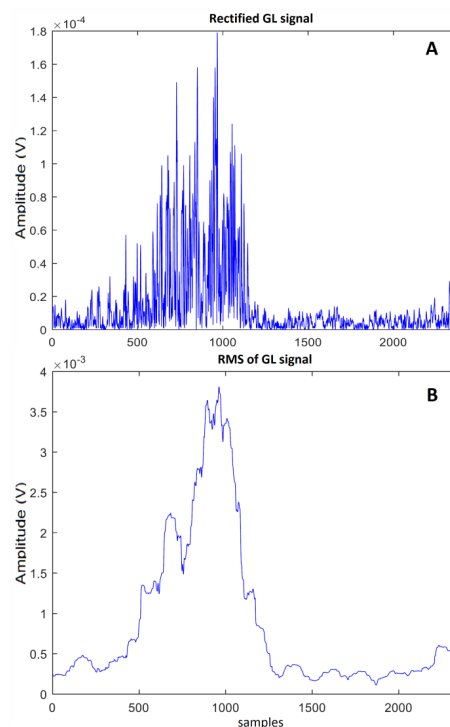 Rectified GL signal
×10⁻⁴
A
1.8
1.6
1.4
1.2
1
0.8
0.6
0.4
0.2
0
Amplitude (V)
0 500 1000 1500 2000
RMS of GL signal
×10⁻³
B
4
3.5
3
2.5
2
1.5
1
0.5
0
Amplitude (V)
0 500 1000 1500 2000
samples